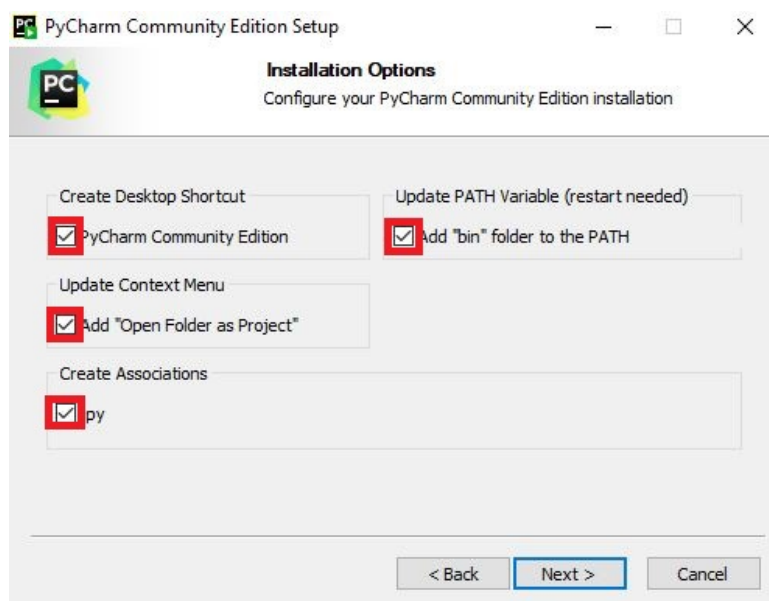 PyCharm Community Edition Setup
PC
Installation Options
Configure your PyCharm Community Edition installation
Create Desktop Shortcut
PyCharm Community Edition
Update PATH Variable (restart needed)
Add "bin" folder to the PATH
Update Context Menu
Add "Open Folder as Project"
Create Associations
py
< Back
Next >
Cancel